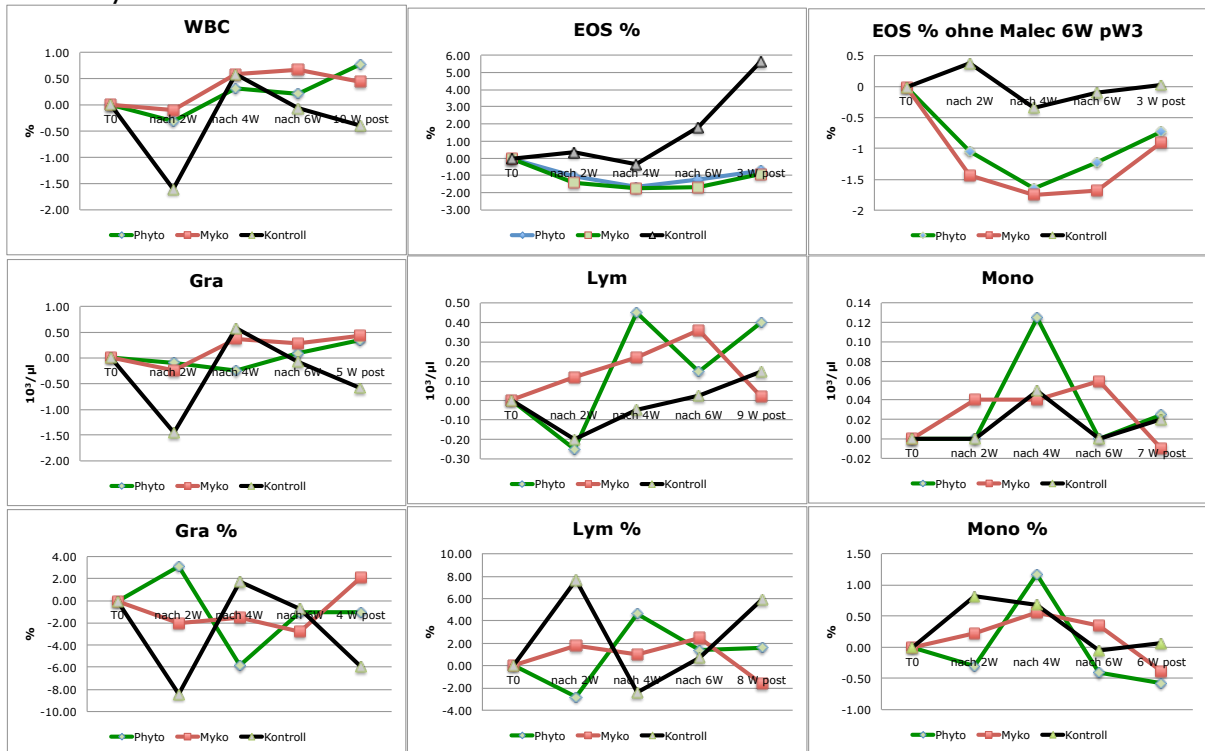 WBC
1.00
0.50
0.00
-0.50
-1.00
-1.50
-2.00
%
T0 nach 2W nach 4W nach 6W 10 W post
Phyto Myko Kontroll
EOS %
6.00
5.00
4.00
3.00
2.00
1.00
0.00
-1.00
-2.00
-3.00
%
T0 nach 2W nach 4W nach 6W 3 W post
Phyto Myko Kontroll
EOS % ohne Malec 6W pW3
0.5
0
-0.5
-1
-1.5
-2
%
T0 nach 2W nach 4W nach 6W 3 W post
Phyto Myko Kontroll
Gra
1.00
0.50
0.00
-0.50
-1.00
-1.50
-2.00
10³/µl
T0 nach 2W nach 4W nach 6W 5 W post
Phyto Myko Kontroll
Lym
0.50
0.40
0.30
0.20
0.10
0.00
-0.10
-0.20
-0.30
10³/µl
T0 nach 2W nach 4W nach 6W 9 W post
Phyto Myko Kontroll
Mono
0.14
0.12
0.10
0.08
0.06
0.04
0.02
0.00
-0.02
10³/µl
T0 nach 2W nach 4W nach 6W 7 W post
Phyto Myko Kontroll
Gra %
4.00
2.00
0.00
-2.00
-4.00
-6.00
-8.00
-10.00
%
T0 nach 2W nach 4W nach 6W 4 W post
Phyto Myko Kontroll
Lym %
10.00
8.00
6.00
4.00
2.00
0.00
-2.00
-4.00
%
T0 nach 2W nach 4W nach 6W 8 W post
Phyto Myko Kontroll
Mono %
1.50
1.00
0.50
0.00
-0.50
-1.00
%
T0 nach 2W nach 4W nach 6W 6 W post
Phyto Myko Kontroll